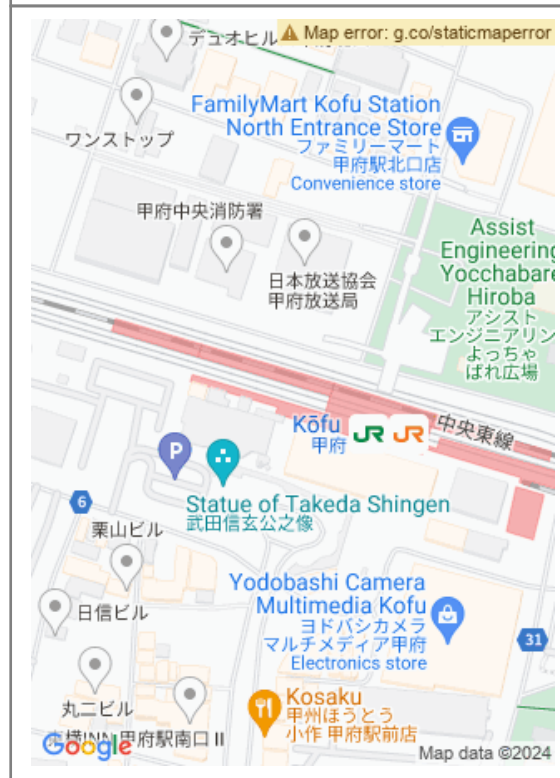 Map error: g.co/staticmaperror
デュオヒル
FamilyMart Kofu Station
North Entrance Store
ファミリーマート
甲府駅北口店
Convenience store
ワンストップ
甲府中央消防署
日本放送協会
甲府放送局
Assist
Engineering
Yocchabare
Hiroba
アシスト
エンジニアリン
よっちゃ
ばれ広場
Kōfu
甲府
JR JR
中央東線
P
Statue of Takeda Shingen
武田信玄公之像
6
栗山ビル
日信ビル
Yodobashi Camera
Multimedia Kofu
ヨドバシカメラ
マルチメディア甲府
Electronics store
31
丸二ビル
Kosaku
甲州ほうとう
小作 甲府駅前店
横INN 甲府駅南口 II
Google
Map data ©2024